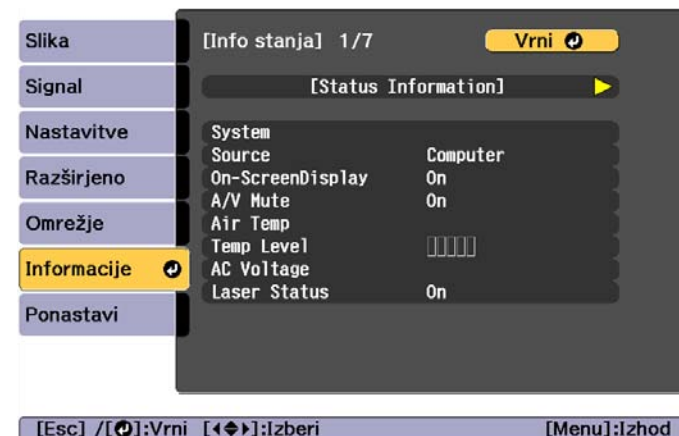 Slika
Signal
Nastavitve
Razširjeno
Omrežje
Informacije
Ponastavi
[Info stanja] 1/7 Vrni
[Status Information]
System
Source Computer
On-ScreenDisplay On
A/V Mute On
Air Temp
Temp Level
AC Voltage
Laser Status On
[Esc] /[ ]:Vrni [ ]:Izberi [Menu]:Izhod